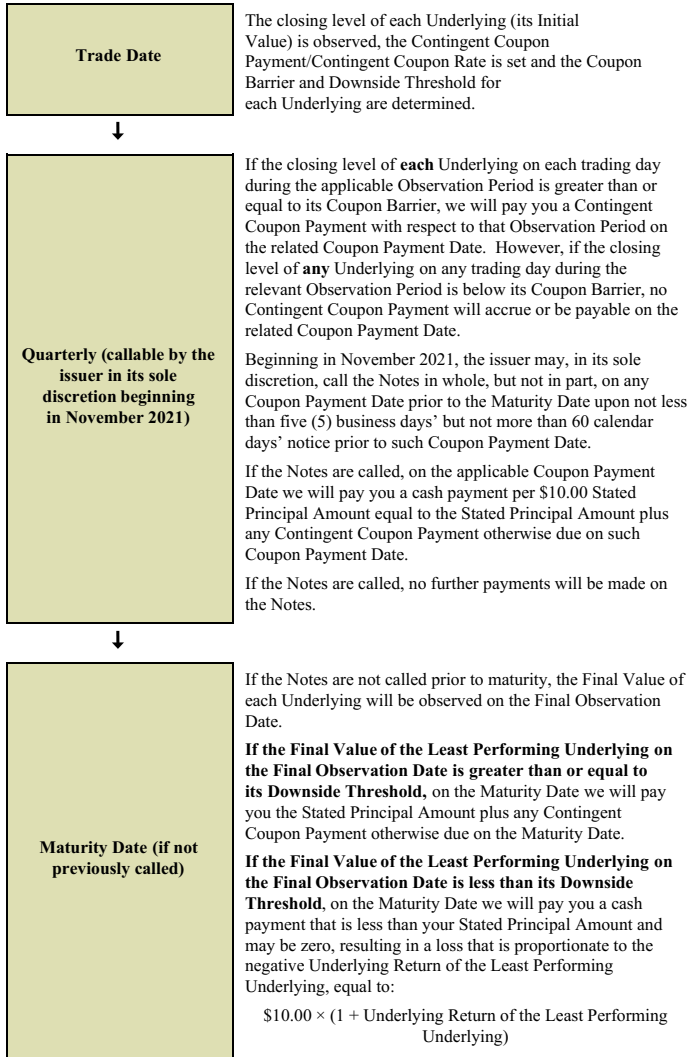 Trade Date
The closing level of each Underlying (its Initial
Value) is observed, the Contingent Coupon
Payment/Contingent Coupon Rate is set and the Coupon
Barrier and Downside Threshold for
each Underlying are determined.
Quarterly (callable by the
issuer in its sole
discretion beginning
in November 2021)
If the closing level of each Underlying on each trading day
during the applicable Observation Period is greater than or
equal to its Coupon Barrier, we will pay you a Contingent
Coupon Payment with respect to that Observation Period on
the related Coupon Payment Date. However, if the closing
level of any Underlying on any trading day during the
relevant Observation Period is below its Coupon Barrier, no
Contingent Coupon Payment will accrue or be payable on the
related Coupon Payment Date.
Beginning in November 2021, the issuer may, in its sole
discretion, call the Notes in whole, but not in part, on any
Coupon Payment Date prior to the Maturity Date upon not less
than five (5) business days’ but not more than 60 calendar
days’ notice prior to such Coupon Payment Date.
If the Notes are called, on the applicable Coupon Payment
Date we will pay you a cash payment per $10.00 Stated
Principal Amount equal to the Stated Principal Amount plus
any Contingent Coupon Payment otherwise due on such
Coupon Payment Date.
If the Notes are called, no further payments will be made on
the Notes.
Maturity Date (if not
previously called)
If the Notes are not called prior to maturity, the Final Value of
each Underlying will be observed on the Final Observation
Date.
If the Final Value of the Least Performing Underlying on
the Final Observation Date is greater than or equal to
its Downside Threshold, on the Maturity Date we will pay
you the Stated Principal Amount plus any Contingent
Coupon Payment otherwise due on the Maturity Date.
If the Final Value of the Least Performing Underlying on
the Final Observation Date is less than its Downside
Threshold, on the Maturity Date we will pay you a cash
payment that is less than your Stated Principal Amount and
may be zero, resulting in a loss that is proportionate to the
negative Underlying Return of the Least Performing
Underlying, equal to:
$10.00 × (1 + Underlying Return of the Least Performing
Underlying)